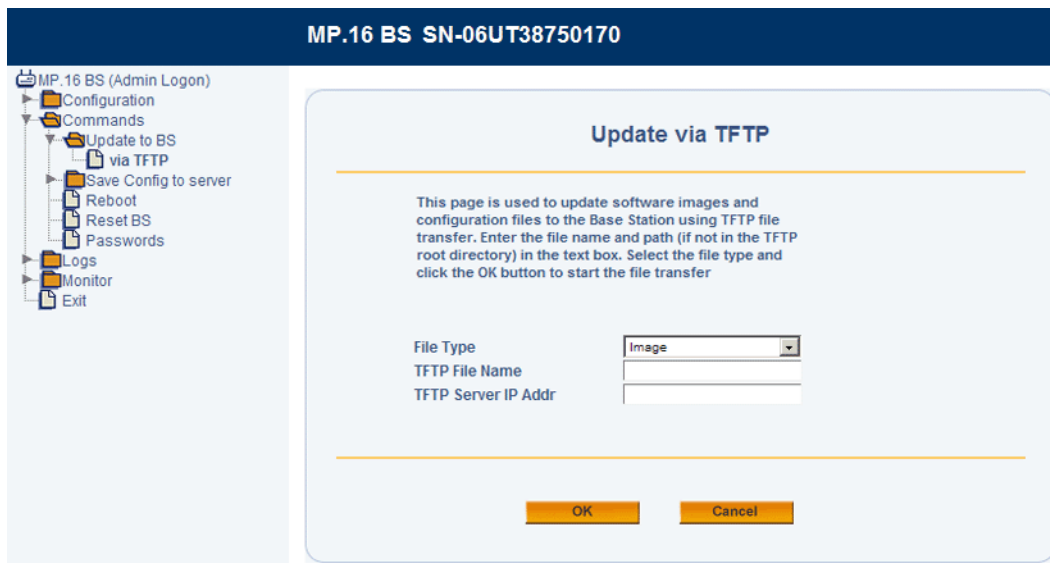 MP.16 BS SN-06UT38750170
MP.16 BS (Admin Logon)
Configuration
Commands
Update to BS
via TFTP
Save Config to server
Reboot
Reset BS
Passwords
Logs
Monitor
Exit
Update via TFTP
This page is used to update software images and
configuration files to the Base Station using TFTP file
transfer. Enter the file name and path (if not in the TFTP
root directory) in the text box. Select the file type and
click the OK button to start the file transfer
File Type
Image
TFTP File Name
TFTP Server IP Addr
OK
Cancel